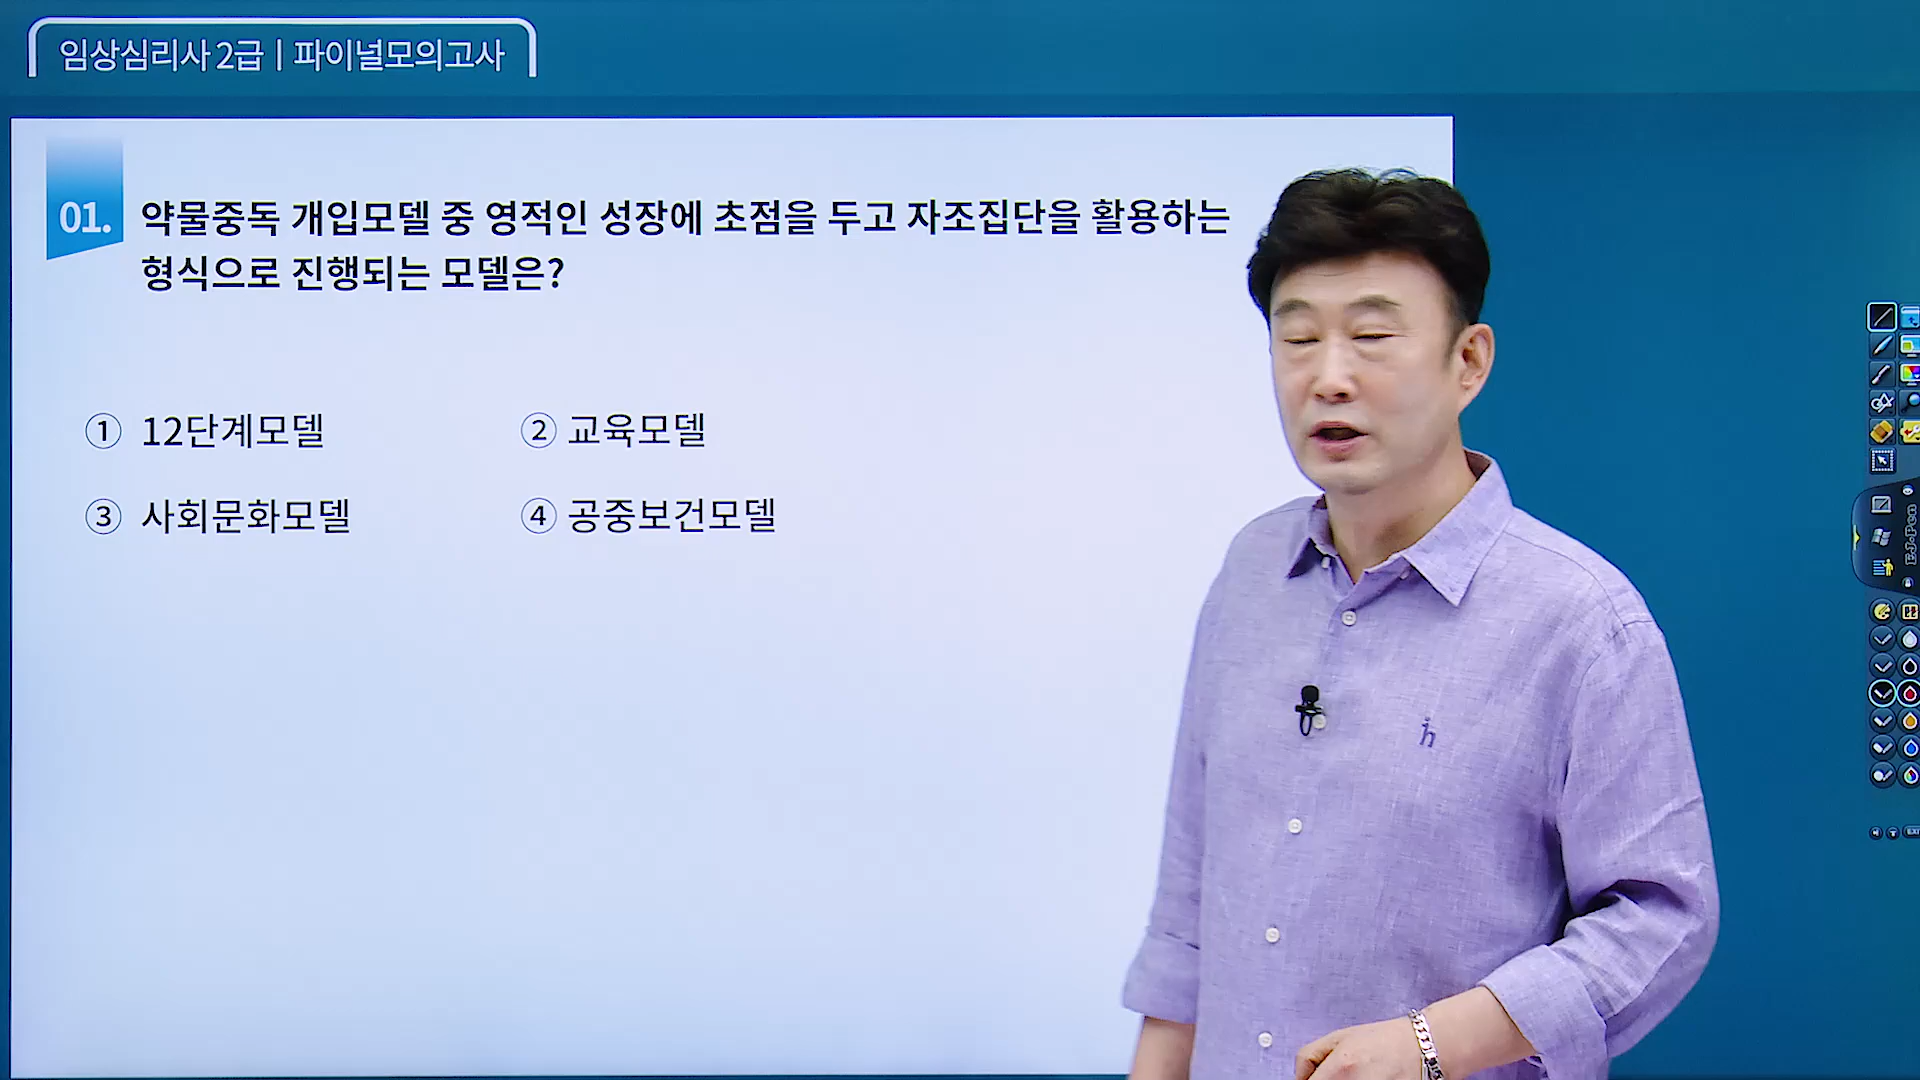 임상심리사 2급 | 파이널모의고사
01. 약물중독 개입모델 중 영적인 성장에 초점을 두고 자조집단을 활용하는
형식으로 진행되는 모델은?
① 12단계모델
② 교육모델
③ 사회문화모델
④ 공중보건모델
h
EJ-Pen
EXI